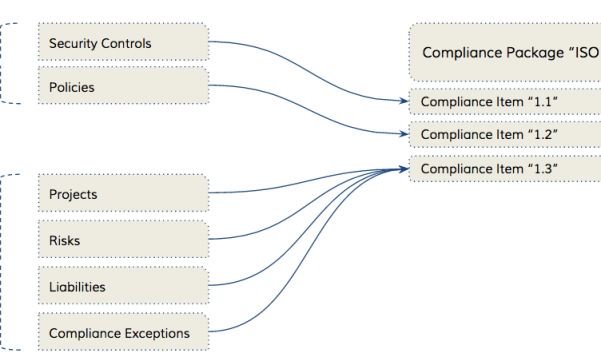 Security Controls
Policies
Projects
Risks
Liabilities
Compliance Exceptions
Compliance Package “ISO
Compliance Item “1.1”
Compliance Item “1.2”
Compliance Item “1.3”